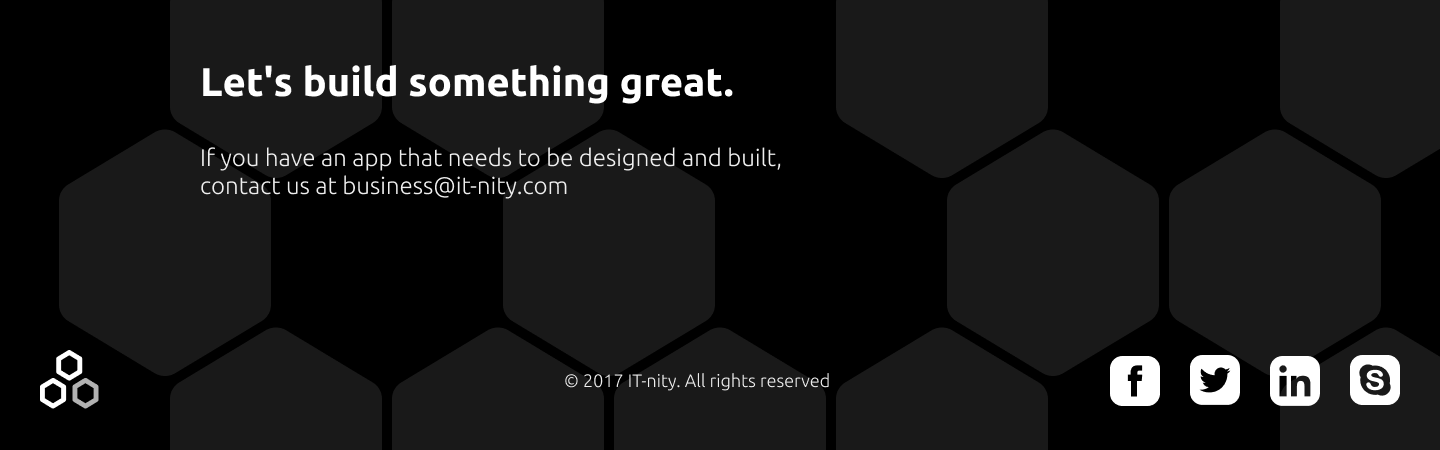 Let's build something great.
If you have an app that needs to be designed and built,
contact us at business@it-nity.com
© 2017 IT-nity. All rights reserved